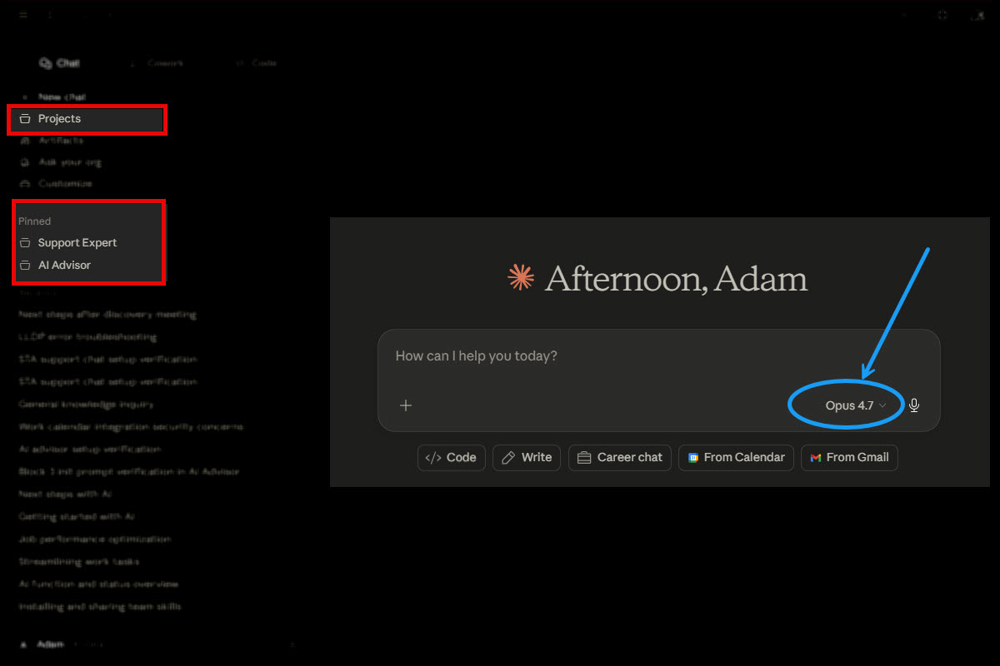 Chat
Cowork
Code
New chat
Projects
Artifacts
Ask your org
Customize
Pinned
Support Expert
AI Advisor
Next steps after discovery meeting
error troubleshooting
STA support chat setup verification
STA support chat setup verification
General knowledge inquiry
Work calendar integration security concerns
AI advisor setup verification
Block 1 init prompt verification in AI Advisor
Next steps with AI
Getting started with AI
Job performance optimization
Streamlining work tasks
AI function and status overview
Installing and sharing team skills
Adam
Afternoon, Adam
How can I help you today?
Opus 4.7
Code
Write
Career chat
From Calendar
From Gmail